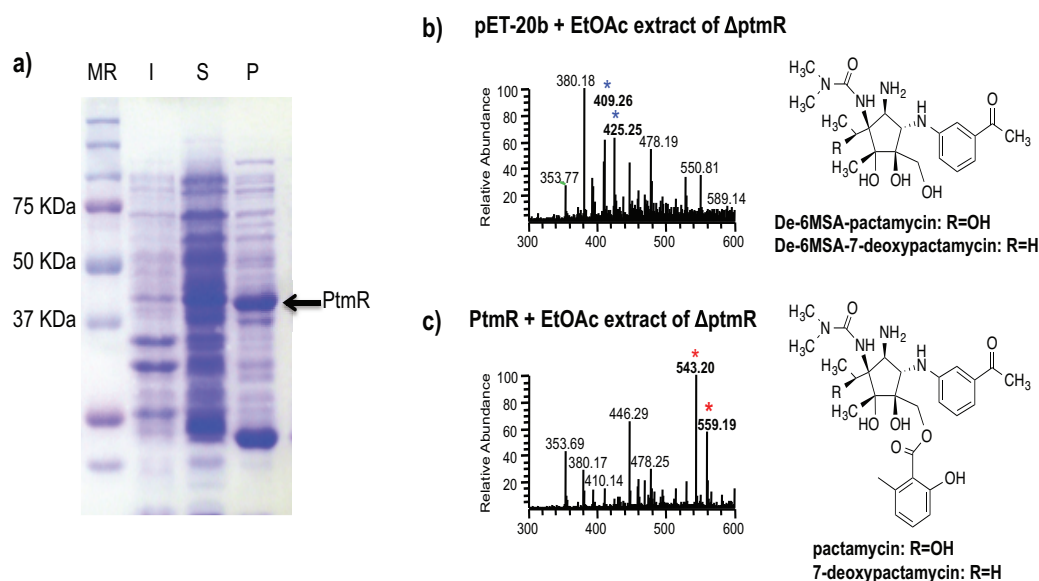 a)
MR I S P
75 KDa
50 KDa
37 KDa
PtmR
b) pET-20b + EtOAc extract of ΔptmR
Relative Abundance
100
80
60
40
20
380.18
*
409.26
*
425.25
478.19
353.77
550.81
589.14
300 400 500 600
H₃C
N
O
H₃C
HN
NH₂
H₃C
R
H
N
O
CH₃
H₃C
HO
OH
OH
De-6MSA-pactamycin: R=OH
De-6MSA-7-deoxypactamycin: R=H
c) PtmR + EtOAc extract of ΔptmR
Relative Abundance
100
80
60
40
20
*
543.20
*
559.19
446.29
353.69
380.17
410.14
478.25
300 400 500 600
H₃C
N
O
H₃C
HN
NH₂
H₃C
R
H
N
O
CH₃
H₃C
HO
OH
O
O
OH
pactamycin: R=OH
7-deoxypactamycin: R=H